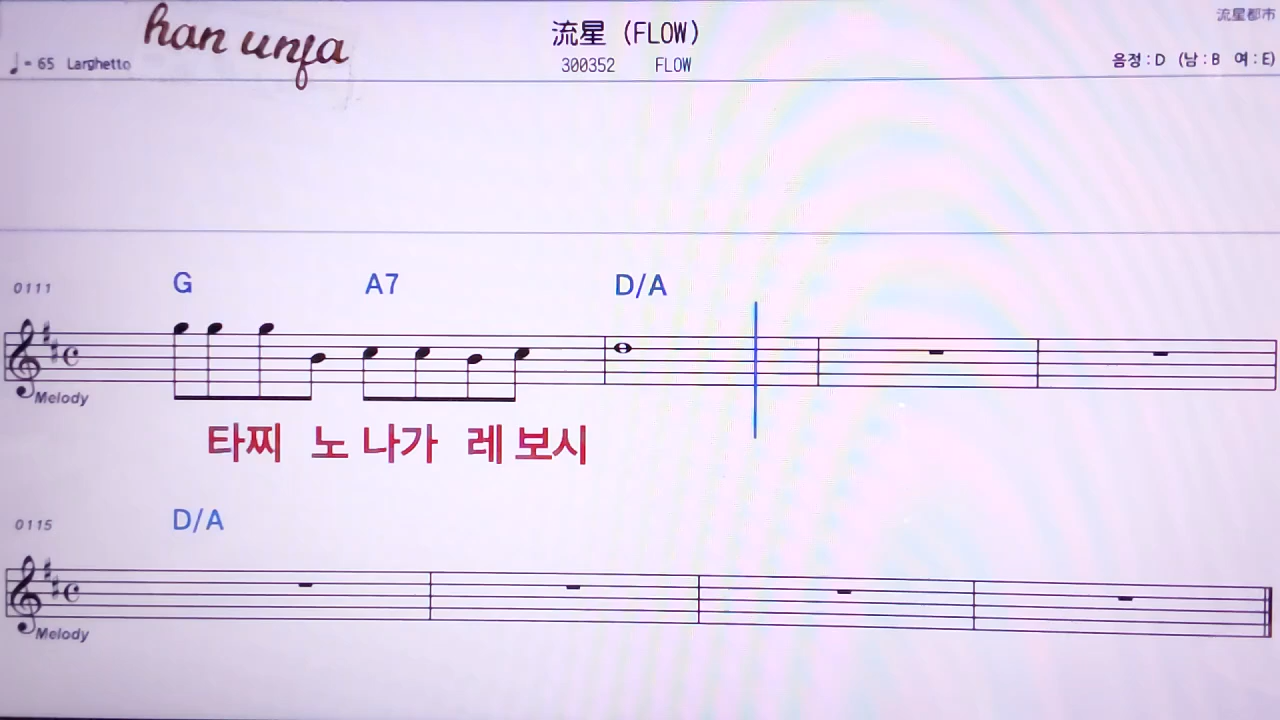 han unfa
流星 (FLOW)
流星都市
♩= 65 Larghetto
300352 FLOW
음정 : D (남 : B 여 : E)
0111
G A7 D/A
Melody
타찌 노 나가 레 보시
0115
D/A
Melody